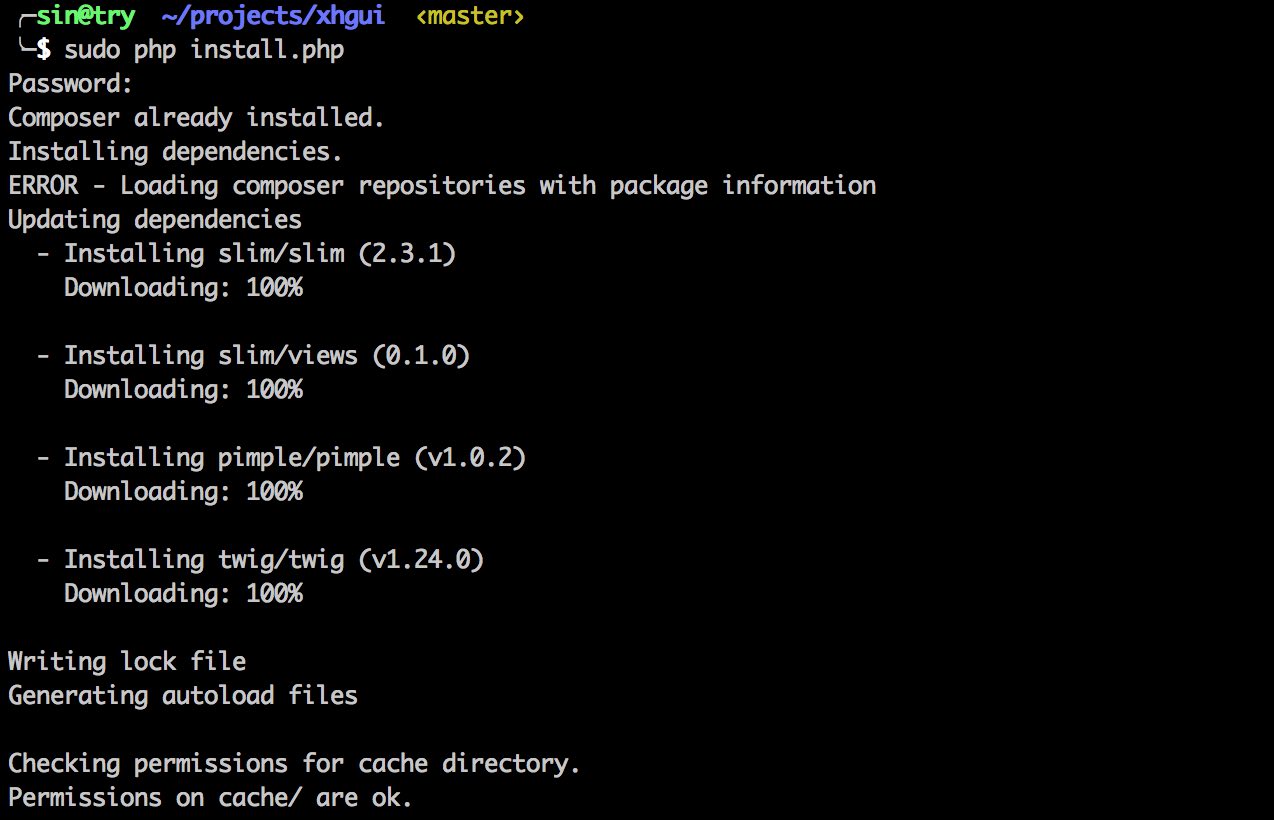 ╭─sin@try ~/projects/xhgui ‹master›
╰─$ sudo php install.php
Password:
Composer already installed.
Installing dependencies.
ERROR - Loading composer repositories with package information
Updating dependencies
  - Installing slim/slim (2.3.1)
    Downloading: 100%
  - Installing slim/views (0.1.0)
    Downloading: 100%
  - Installing pimple/pimple (v1.0.2)
    Downloading: 100%
  - Installing twig/twig (v1.24.0)
    Downloading: 100%
Writing lock file
Generating autoload files
Checking permissions for cache directory.
Permissions on cache/ are ok.